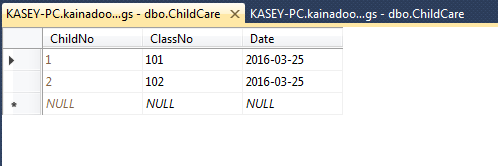 KASEY-PC.kainadoo...gs - dbo.ChildCare KASEY-PC.kainadoo...gs - dbo.ChildCare
ChildNo ClassNo Date
1 101 2016-03-25
2 102 2016-03-25
NULL NULL NULL